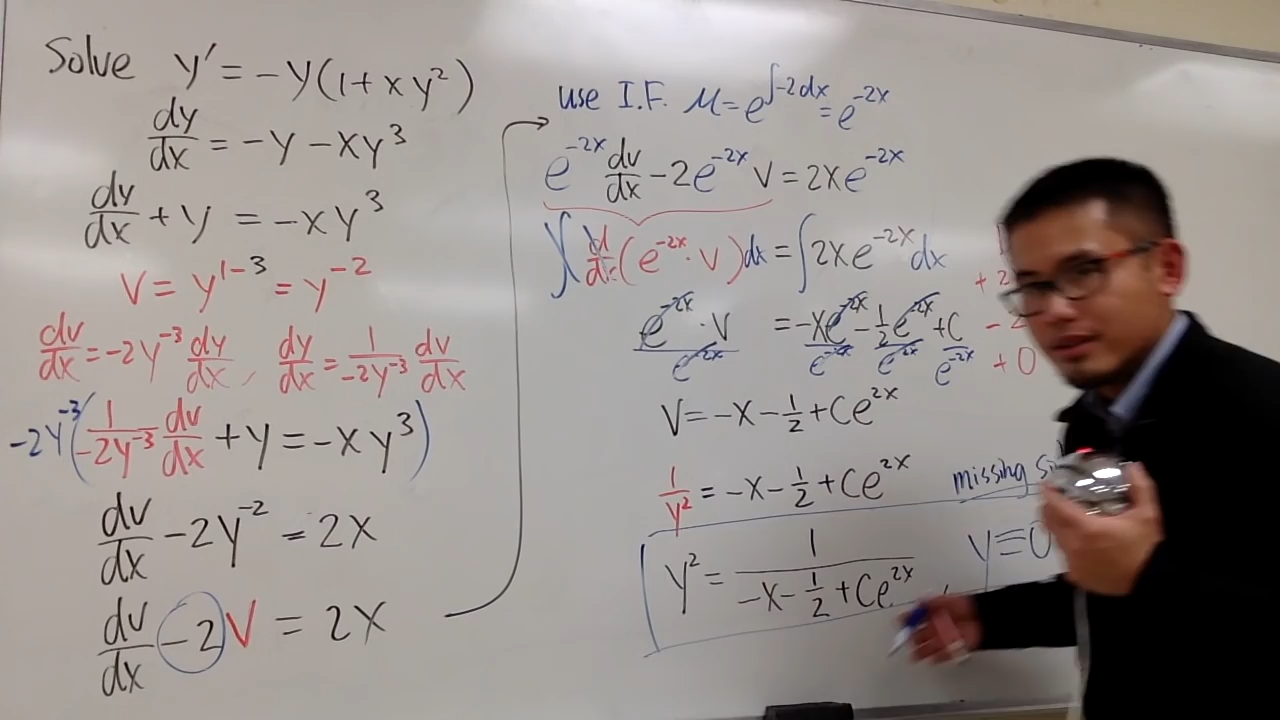 Solve y' = -y(1+xy²)
dy/dx = -y - xy³
dy/dx + y = -xy³
v = y^(1-3) = y^(-2)
dv/dx = -2y^(-3) dy/dx, dy/dx = 1/(-2y^(-3)) dv/dx
-2y^(-3)(1/(-2y^(-3)) dv/dx + y = -xy³)
dv/dx - 2y^(-2) = 2x
dv/dx - 2v = 2x
use I.F. μ = e^(∫-2dx) = e^(-2x)
e^(-2x) dv/dx - 2e^(-2x) v = 2xe^(-2x)
∫ d/dx (e^(-2x) · v) dx = ∫ 2xe^(-2x) dx
+ 2
(e^(-2x) · v)/e^(-2x) = -xe^(-2x)/e^(-2x) - ½e^(-2x)/e^(-2x) + C/e^(-2x)
-
+ 0
v = -x - ½ + Ce^(2x)
1/y² = -x - ½ + Ce^(2x)
missing
y² = 1/(-x - ½ + Ce^(2x)), y ≡ 0